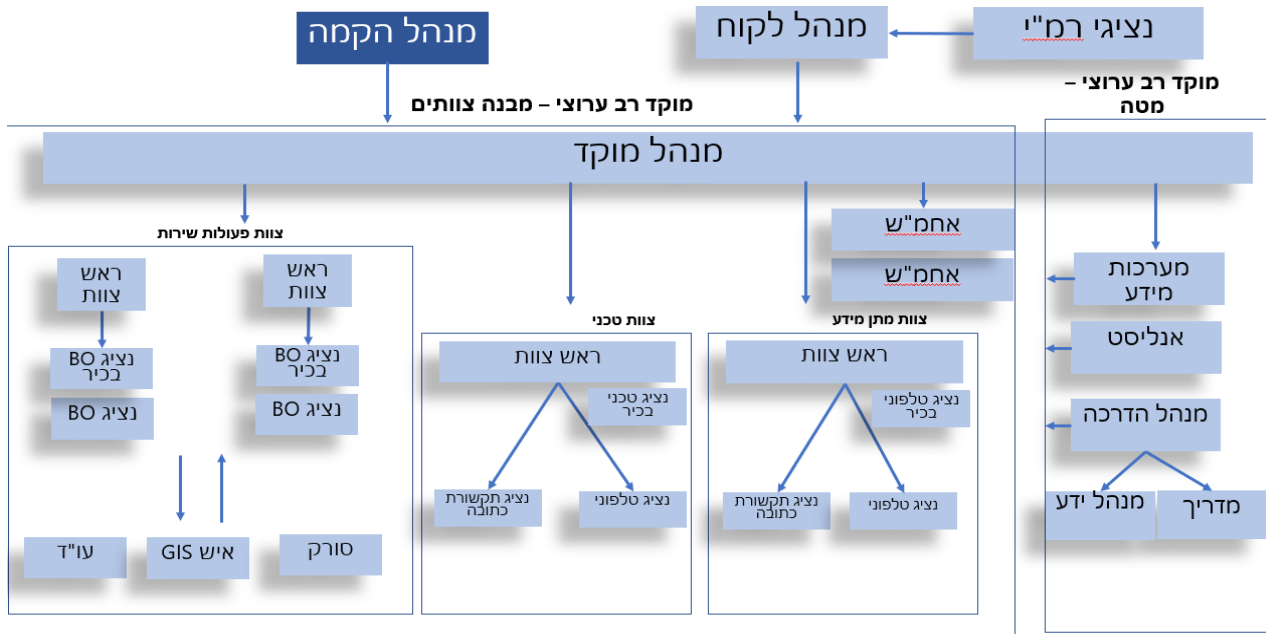 נציגי רמ"י
מנהל לקוח
מנהל הקמה
מוקד רב ערוצי –
מטה
מוקד רב ערוצי – מבנה צוותים
מנהל מוקד
אחמ"ש
אחמ"ש
מערכות
מידע
אנליסט
מנהל הדרכה
מדריך
מנהל ידע
צוות מתן מידע
ראש צוות
נציג טלפוני
בכיר
נציג טלפוני
נציג תקשורת
כתובה
צוות טכני
ראש צוות
נציג טכני
בכיר
נציג טלפוני
נציג תקשורת
כתובה
צוות פעולות שירות
ראש
צוות
נציג BO
בכיר
נציג BO
ראש
צוות
נציג BO
בכיר
נציג BO
סורק
איש GIS
עו"ד